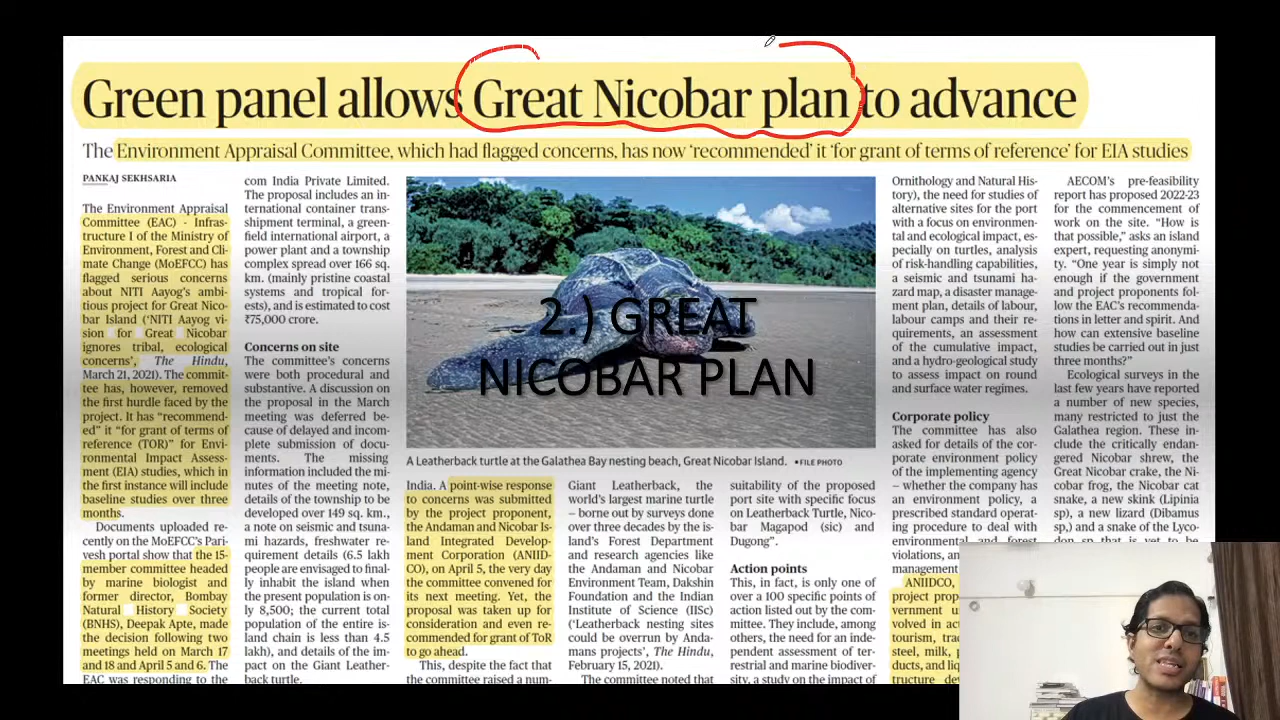 Green panel allows Great Nicobar plan to advance
The Environment Appraisal Committee, which had flagged concerns, has now ‘recommended’ it ‘for grant of terms of reference’ for EIA studies
PANKAJ SEKHSARIA
The Environment Appraisal
Committee (EAC) - Infras-
tructure I of the Ministry of
Environment, Forest and Cli-
mate Change (MoEFCC) has
flagged serious concerns
about NITI Aayog's ambi-
tious project for Great Nico-
bar Island (‘NITI Aayog vi-
sion for Great Nicobar
ignores tribal, ecological
concerns’, The Hindu,
March 21, 2021). The commit-
tee has, however, removed
the first hurdle faced by the
project. It has “recommend-
ed” it “for grant of terms of
reference (TOR)” for Envi-
ronmental Impact Assess-
ment (EIA) studies, which in
the first instance will include
baseline studies over three
months.
Documents uploaded re-
cently on the MoEFCC's Pari-
vesh portal show that the 15-
member committee headed
by marine biologist and
former director, Bombay
Natural History Society
(BNHS), Deepak Apte, made
the decision following two
meetings held on March 17
and 18 and April 5 and 6. The
EAC was responding to the
com India Private Limited.
The proposal includes an in-
ternational container trans-
shipment terminal, a green-
field international airport, a
power plant and a township
complex spread over 166 sq.
km. (mainly pristine coastal
systems and tropical for-
ests), and is estimated to cost
₹75,000 crore.
Concerns on site
The committee's concerns
were both procedural and
substantive. A discussion on
the proposal in the March
meeting was deferred be-
cause of delayed and incom-
plete submission of docu-
ments. The missing
information included the mi-
nutes of the meeting note,
details of the township to be
developed over 149 sq. km.,
a note on seismic and tsuna-
mi hazards, freshwater re-
quirement details (6.5 lakh
people are envisaged to final-
ly inhabit the island when
the present population is on-
ly 8,500; the current total
population of the entire is-
land chain is less than 4.5
lakh), and details of the im-
pact on the Giant Leather-
back turtle.
2.) GREAT
NICOBAR PLAN
A Leatherback turtle at the Galathea Bay nesting beach, Great Nicobar Island. •FILE PHOTO
India. A point-wise response
to concerns was submitted
by the project proponent,
the Andaman and Nicobar Is-
land Integrated Develop-
ment Corporation (ANIID-
CO), on April 5, the very day
the committee convened for
its next meeting. Yet, the
proposal was taken up for
consideration and even re-
commended for grant of ToR
to go ahead.
This, despite the fact that
the committee raised a num-
Giant Leatherback, the
world's largest marine turtle
– borne out by surveys done
over three decades by the is-
land's Forest Department
and research agencies like
the Andaman and Nicobar
Environment Team, Dakshin
Foundation and the Indian
Institute of Science (IISc)
(‘Leatherback nesting sites
could be overrun by Anda-
mans projects’, The Hindu,
February 15, 2021).
The committee noted that
suitability of the proposed
port site with specific focus
on Leatherback Turtle, Nico-
bar Magapod (sic) and
Dugong”.
Action points
This, in fact, is only one of
over a 100 specific points of
action listed out by the com-
mittee. They include, among
others, the need for an inde-
pendent assessment of ter-
restrial and marine biodiver-
sity, a study on the impact of
Ornithology and Natural His-
tory), the need for studies of
alternative sites for the port
with a focus on environmen-
tal and ecological impact, es-
pecially on turtles, analysis
of risk-handling capabilities,
a seismic and tsunami ha-
zard map, a disaster manage-
ment plan, details of labour,
labour camps and their re-
quirements, an assessment
of the cumulative impact,
and a hydro-geological study
to assess impact on round
and surface water regimes.
Corporate policy
The committee has also
asked for details of the cor-
porate environment policy
of the implementing agency
– whether the company has
an environment policy, a
prescribed standard operat-
ing procedure to deal with
environmental and forest
violations, an
management
ANIIDCO,
project propo
vernment u
volved in ac
tourism, tra
steel, milk, p
ducts, and liq
tructure de
AECOM's pre-feasibility
report has proposed 2022-23
for the commencement of
work on the site. “How is
that possible,” asks an island
expert, requesting anonymi-
ty. “One year is simply not
enough if the government
and project proponents fol-
low the EAC's recommenda-
tions in letter and spirit. And
how can extensive baseline
studies be carried out in just
three months?”
Ecological surveys in the
last few years have reported
a number of new species,
many restricted to just the
Galathea region. These in-
clude the critically endan-
gered Nicobar shrew, the
Great Nicobar crake, the Ni-
cobar frog, the Nicobar cat
snake, a new skink (Lipinia
sp), a new lizard (Dibamus
sp,) and a snake of the Lyco-
don sp that is yet to be